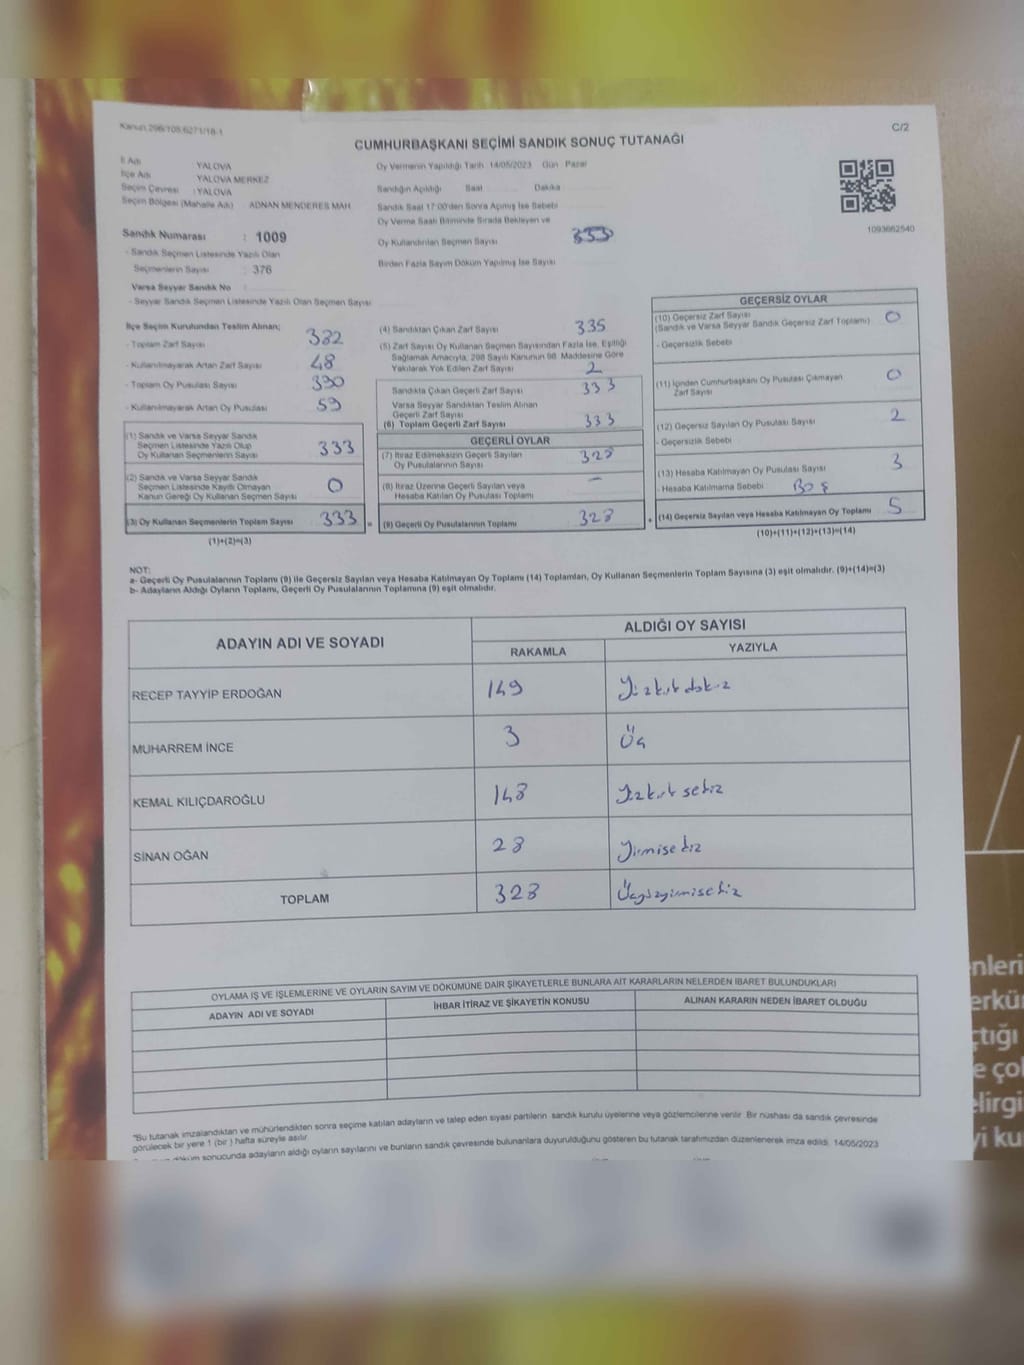 Kanun:298/105,6271/18-1
C/2
CUMHURBAŞKANI SEÇİMİ SANDIK SONUÇ TUTANAĞI
İl Adı YALOVA
İlçe Adı YALOVA MERKEZ
Seçim Çevresi : YALOVA
Seçim Bölgesi (Mahalle Adı) ADNAN MENDERES MAH.
Sandık Numarası : 1009
- Sandık Seçmen Listesinde Yazılı Olan
Seçmenlerin Sayısı : 376
Varsa Seyyar Sandık No :
- Seyyar Sandık Seçmen Listesinde Yazılı Olan Seçmen Sayısı
Oy Vermenin Yapıldığı Tarih 14/05/2023 Gün Pazar
Sandığın Açıldığı Saat Dakika
Sandık Saat 17:00'den Sonra Açılmış İse Sebebi
Oy Verme Saati Bitiminde Sırada Bekleyen ve
Oy Kullandırılan Seçmen Sayısı 333
Birden Fazla Sayım Döküm Yapılmış İse Sayısı
1093662540
İlçe Seçim Kurulundan Teslim Alınan;
- Toplam Zarf Sayısı 382
- Kullanılmayarak Artan Zarf Sayısı 48
- Toplam Oy Pusulası Sayısı 390
- Kullanılmayarak Artan Oy Pusulası 59
(1) Sandık ve Varsa Seyyar Sandık
Seçmen Listesinde Yazılı Olup
Oy Kullanan Seçmenlerin Sayısı 333
(2) Sandık ve Varsa Seyyar Sandık
Seçmen Listesinde Kayıtlı Olmayan
Kanun Gereği Oy Kullanan Seçmen Sayısı 0
(3) Oy Kullanan Seçmenlerin Toplam Sayısı 333 =
(1)+(2)=(3)
(4) Sandıktan Çıkan Zarf Sayısı 335
(5) Zarf Sayısı Oy Kullanan Seçmen Sayısından Fazla İse, Eşitliği
Sağlamak Amacıyla, 298 Sayılı Kanunun 98. Maddesine Göre
Yakılarak Yok Edilen Zarf Sayısı 2
Sandıkta Çıkan Geçerli Zarf Sayısı 333
Varsa Seyyar Sandıktan Teslim Alınan
Geçerli Zarf Sayısı
(6) Toplam Geçerli Zarf Sayısı 333
GEÇERLİ OYLAR
(7) İtiraz Edilmeksizin Geçerli Sayılan
Oy Pusulalarının Sayısı 328
(8) İtiraz Üzerine Geçerli Sayılan veya
Hesaba Katılan Oy Pusulası Toplamı -
(9) Geçerli Oy Pusulalarının Toplamı 328 +
GEÇERSİZ OYLAR
(10) Geçersiz Zarf Sayısı
(Sandık ve Varsa Seyyar Sandık Geçersiz Zarf Toplamı) 0
- Geçersizlik Sebebi
(11) İçinden Cumhurbaşkanı Oy Pusulası Çıkmayan
Zarf Sayısı 0
(12) Geçersiz Sayılan Oy Pusulası Sayısı 2
- Geçersizlik Sebebi
(13) Hesaba Katılmayan Oy Pusulası Sayısı 3
- Hesaba Katılmama Sebebi Boş
(14) Geçersiz Sayılan veya Hesaba Katılmayan Oy Toplamı 5
(10)+(11)+(12)+(13)=(14)
NOT:
a- Geçerli Oy Pusulalarının Toplamı (9) ile Geçersiz Sayılan veya Hesaba Katılmayan Oy Toplamı (14) Toplamları, Oy Kullanan Seçmenlerin Toplam Sayısına (3) eşit olmalıdır. (9)+(14)=(3)
b- Adayların Aldığı Oyların Toplamı, Geçerli Oy Pusulalarının Toplamına (9) eşit olmalıdır.
ADAYIN ADI VE SOYADI
ALDIĞI OY SAYISI
RAKAMLA YAZIYLA
RECEP TAYYİP ERDOĞAN 149 Yüzkırkdokuz
MUHARREM İNCE 3 Üç
KEMAL KILIÇDAROĞLU 148 Yüzkırksekiz
SİNAN OĞAN 28 Yirmisekiz
TOPLAM 328 Üçyüzyirmisekiz
OYLAMA İŞ VE İŞLEMLERİNE VE OYLARIN SAYIM VE DÖKÜMÜNE DAİR ŞİKAYETLERLE BUNLARA AİT KARARLARIN NELERDEN İBARET BULUNDUKLARI
ADAYIN ADI VE SOYADI İHBAR İTİRAZ VE ŞİKAYETİN KONUSU ALINAN KARARIN NEDEN İBARET OLDUĞU
"Bu tutanak imzalandıktan ve mühürlendikten sonra seçime katılan adayların ve talep eden siyasi partilerin sandık kurulu üyelerine veya gözlemcilerine verilir. Bir nüshası da sandık çevresinde
görülecek bir yere 1 (bir) hafta süreyle asılır.
döküm sonucunda adayların aldığı oyların sayılarını ve bunların sandık çevresinde bulunanlara duyurulduğunu gösteren bu tutanak tarafımızdan düzenlenerek imza edildi. 14/05/2023
nleri
erkü
çtığı
e çol
elirgi
yi ku